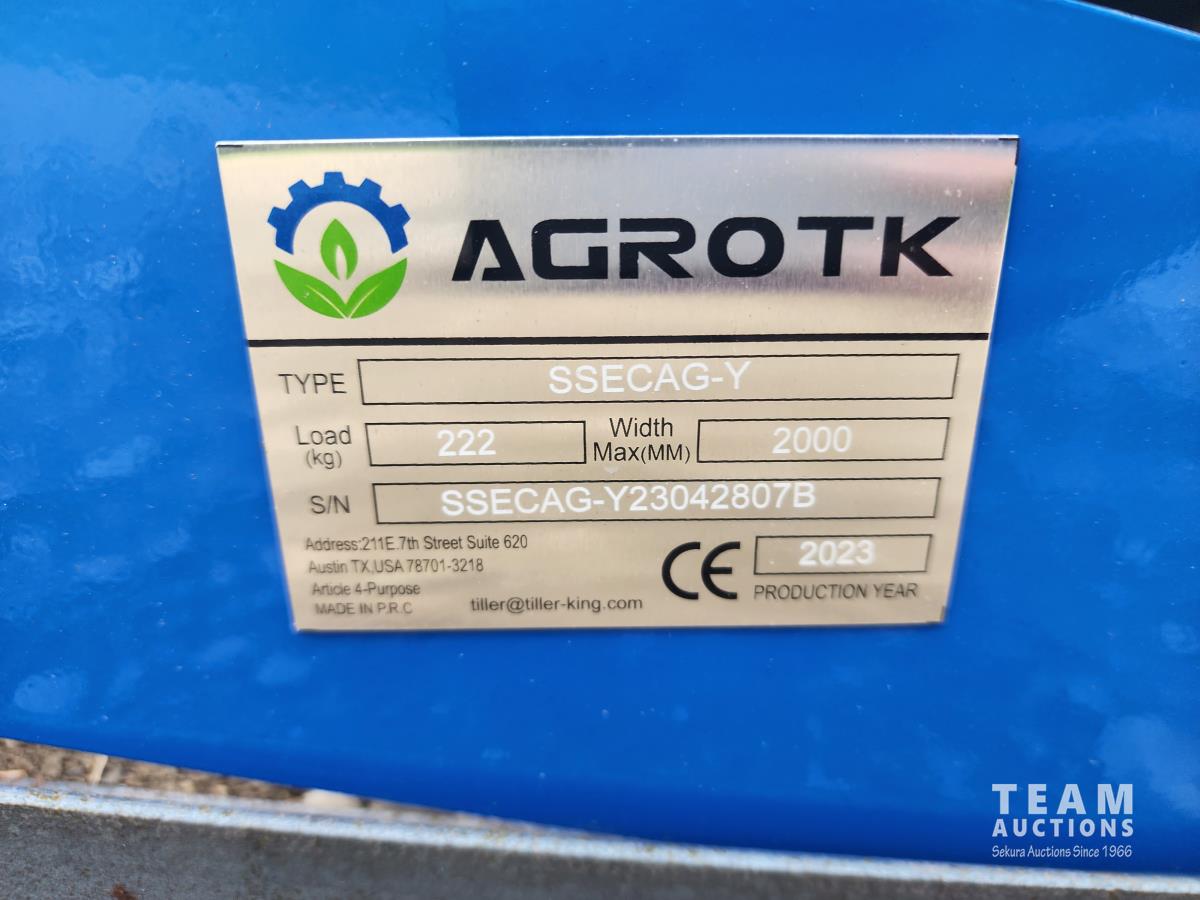 AGROTK
TYPE SSECAG-Y
Load (kg) 222 Width Max(MM) 2000
S/N SSECAG-Y23042807B
Address:211E.7th Street Suite 620
Austin TX,USA 78701-3218
Article 4-Purpose
MADE IN P.R.C
tiller@tiller-king.com
CE 2023
PRODUCTION YEAR
TEAM
AUCTIONS
Sekura Auctions Since 1966